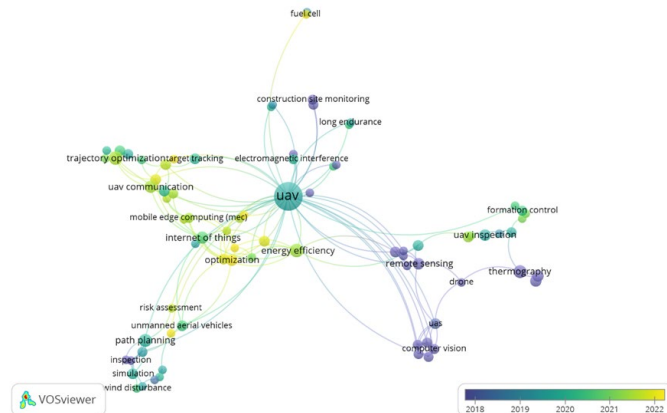 fuel cell
construction site monitoring
long endurance
trajectory optimization
target tracking
electromagnetic interference
uav communication
uav
mobile edge computing (mec)
formation control
internet of things
uav inspection
energy efficiency
optimization
remote sensing
thermography
drone
risk assessment
unmanned aerial vehicles
uas
path planning
computer vision
inspection
simulation
wind disturbance
VOSviewer
2018 2019 2020 2021 2022